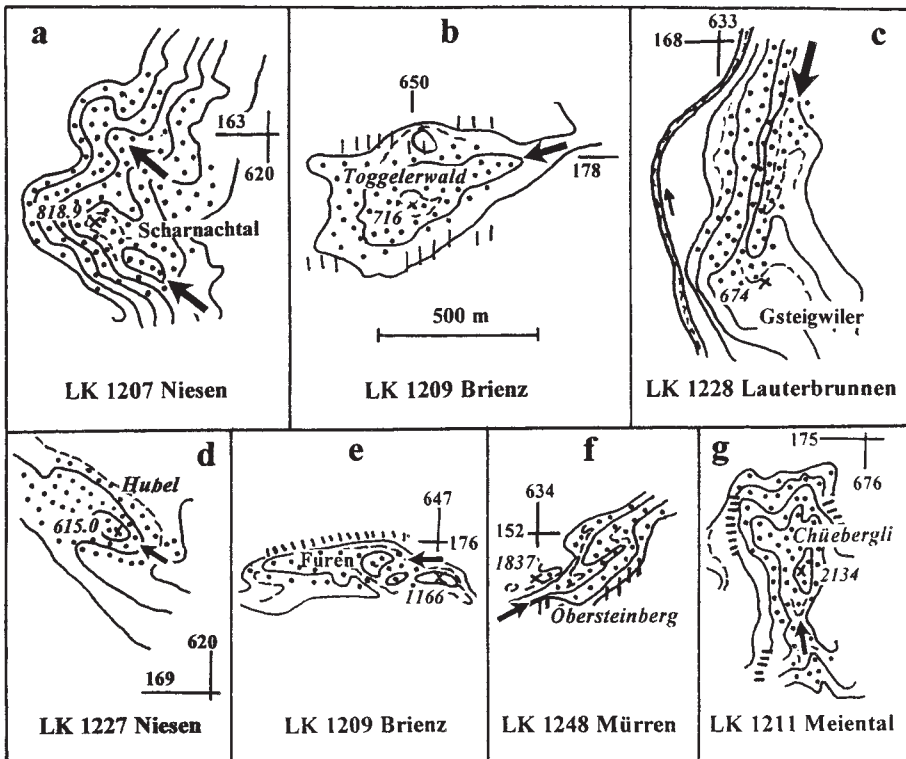 a
163
620
818.9
Scharnachtal
LK 1207 Niesen
b
650
Toggelerwald
178
716
500 m
LK 1209 Brienz
633
168
c
674
Gsteigwiler
LK 1228 Lauterbrunnen
d
Hubel
615.0
620
169
LK 1227 Niesen
e
647
176
Füren
1166
LK 1209 Brienz
f
634
152
1837
Obersteinberg
LK 1248 Mürren
g
175
676
Chüebergli
2134
LK 1211 Meiental